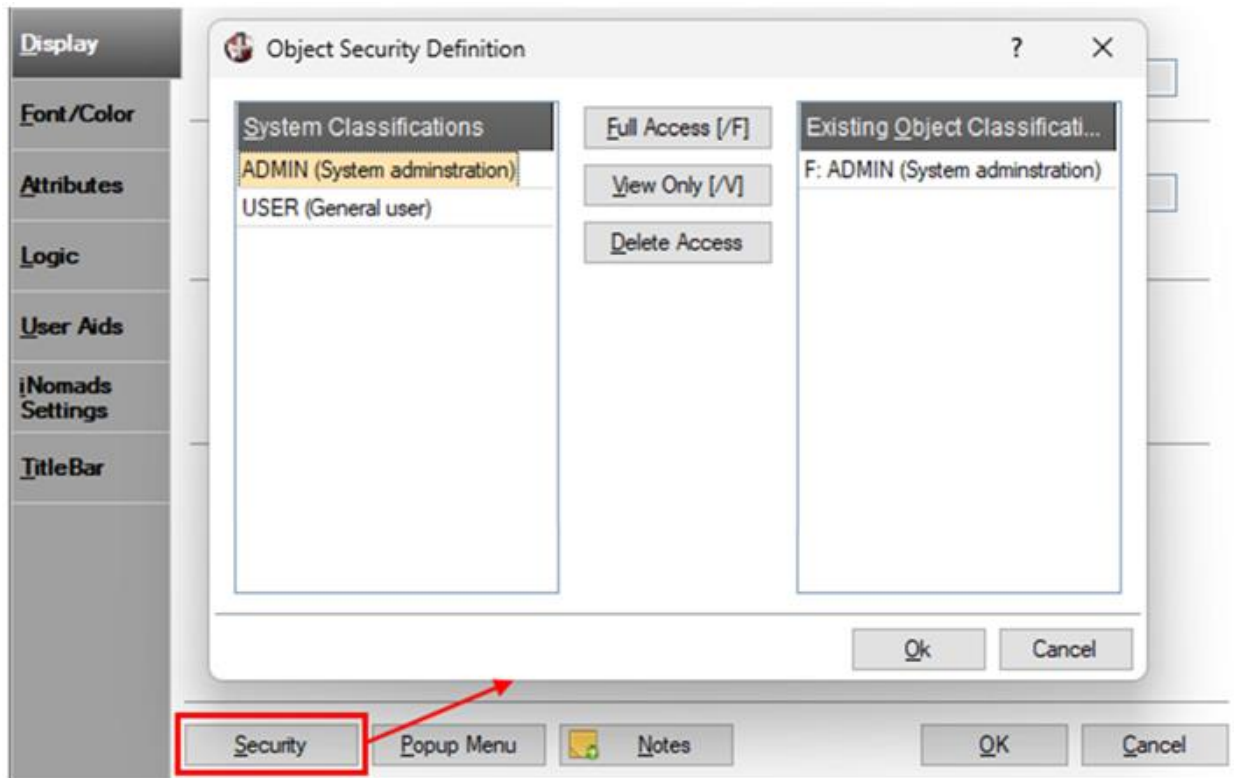 Display
Font/Color
Attributes
Logic
User Aids
iNomads
Settings
TitleBar
Object Security Definition
?
System Classifications
ADMIN (System adminstration)
USER (General user)
Full Access [/F]
View Only [/V]
Delete Access
Existing Object Classificati...
F: ADMIN (System adminstration)
Ok
Cancel
Security
Popup Menu
Notes
OK
Cancel